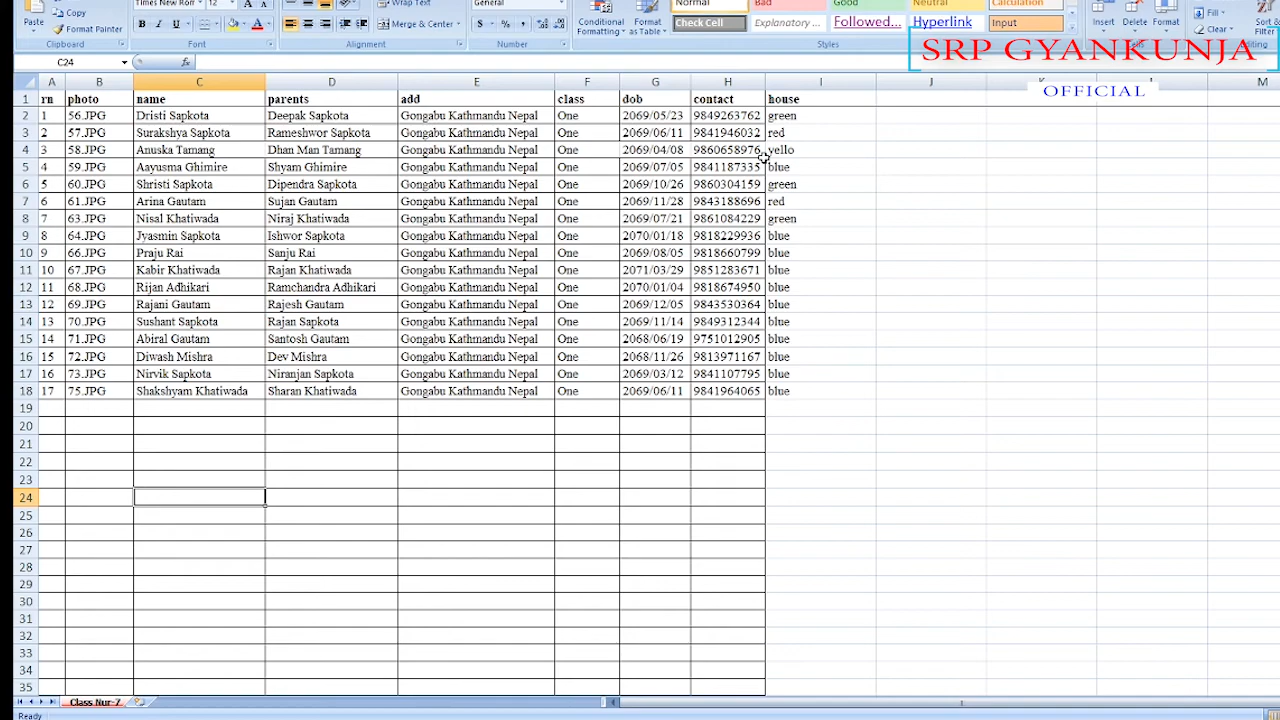 Paste
Copy
Format Painter
Clipboard
Times New Rom
12
A
A
B
I
U
A
Font
Wrap Text
Merge & Center
Alignment
General
$ % ,
Number
Conditional
Formatting
Format
as Table
Normal
Bad
Good
Neutral
Calculation
Check Cell
Explanatory ...
Followed...
Hyperlink
Input
Styles
Insert
Delete
Format
Cells
Fill
Clear
Sort &
Editing
SRP GYANKUNJA
OFFICIAL
C24 fx
A B C D E F G H I J K L M
1 rn photo name parents add class dob contact house
2 1 56.JPG Dristi Sapkota Deepak Sapkota Gongabu Kathmandu Nepal One 2069/05/23 9849263762 green
3 2 57.JPG Surakshya Sapkota Rameshwor Sapkota Gongabu Kathmandu Nepal One 2069/06/11 9841946032 red
4 3 58.JPG Anuska Tamang Dhan Man Tamang Gongabu Kathmandu Nepal One 2069/04/08 9860658976 yello
5 4 59.JPG Aayusma Ghimire Shyam Ghimire Gongabu Kathmandu Nepal One 2069/07/05 9841187335 blue
6 5 60.JPG Shristi Sapkota Dipendra Sapkota Gongabu Kathmandu Nepal One 2069/10/26 9860304159 green
7 6 61.JPG Arina Gautam Sujan Gautam Gongabu Kathmandu Nepal One 2069/11/28 9843188696 red
8 7 63.JPG Nisal Khatiwada Niraj Khatiwada Gongabu Kathmandu Nepal One 2069/07/21 9861084229 green
9 8 64.JPG Jyasmin Sapkota Ishwor Sapkota Gongabu Kathmandu Nepal One 2070/01/18 9818229936 blue
10 9 66.JPG Praju Rai Sanju Rai Gongabu Kathmandu Nepal One 2069/08/05 9818660799 blue
11 10 67.JPG Kabir Khatiwada Rajan Khatiwada Gongabu Kathmandu Nepal One 2071/03/29 9851283671 blue
12 11 68.JPG Rijan Adhikari Ramchandra Adhikari Gongabu Kathmandu Nepal One 2070/01/04 9818674950 blue
13 12 69.JPG Rajani Gautam Rajesh Gautam Gongabu Kathmandu Nepal One 2069/12/05 9843530364 blue
14 13 70.JPG Sushant Sapkota Rajan Sapkota Gongabu Kathmandu Nepal One 2069/11/14 9849312344 blue
15 14 71.JPG Abiral Gautam Santosh Gautam Gongabu Kathmandu Nepal One 2068/06/19 9751012905 blue
16 15 72.JPG Diwash Mishra Dev Mishra Gongabu Kathmandu Nepal One 2068/11/26 9813971167 blue
17 16 73.JPG Nirvik Sapkota Niranjan Sapkota Gongabu Kathmandu Nepal One 2069/03/12 9841107795 blue
18 17 75.JPG Shakshyam Khatiwada Sharan Khatiwada Gongabu Kathmandu Nepal One 2069/06/11 9841964065 blue
19
20
21
22
23
24
25
26
27
28
29
30
31
32
33
34
35
Class Nur-7
Ready